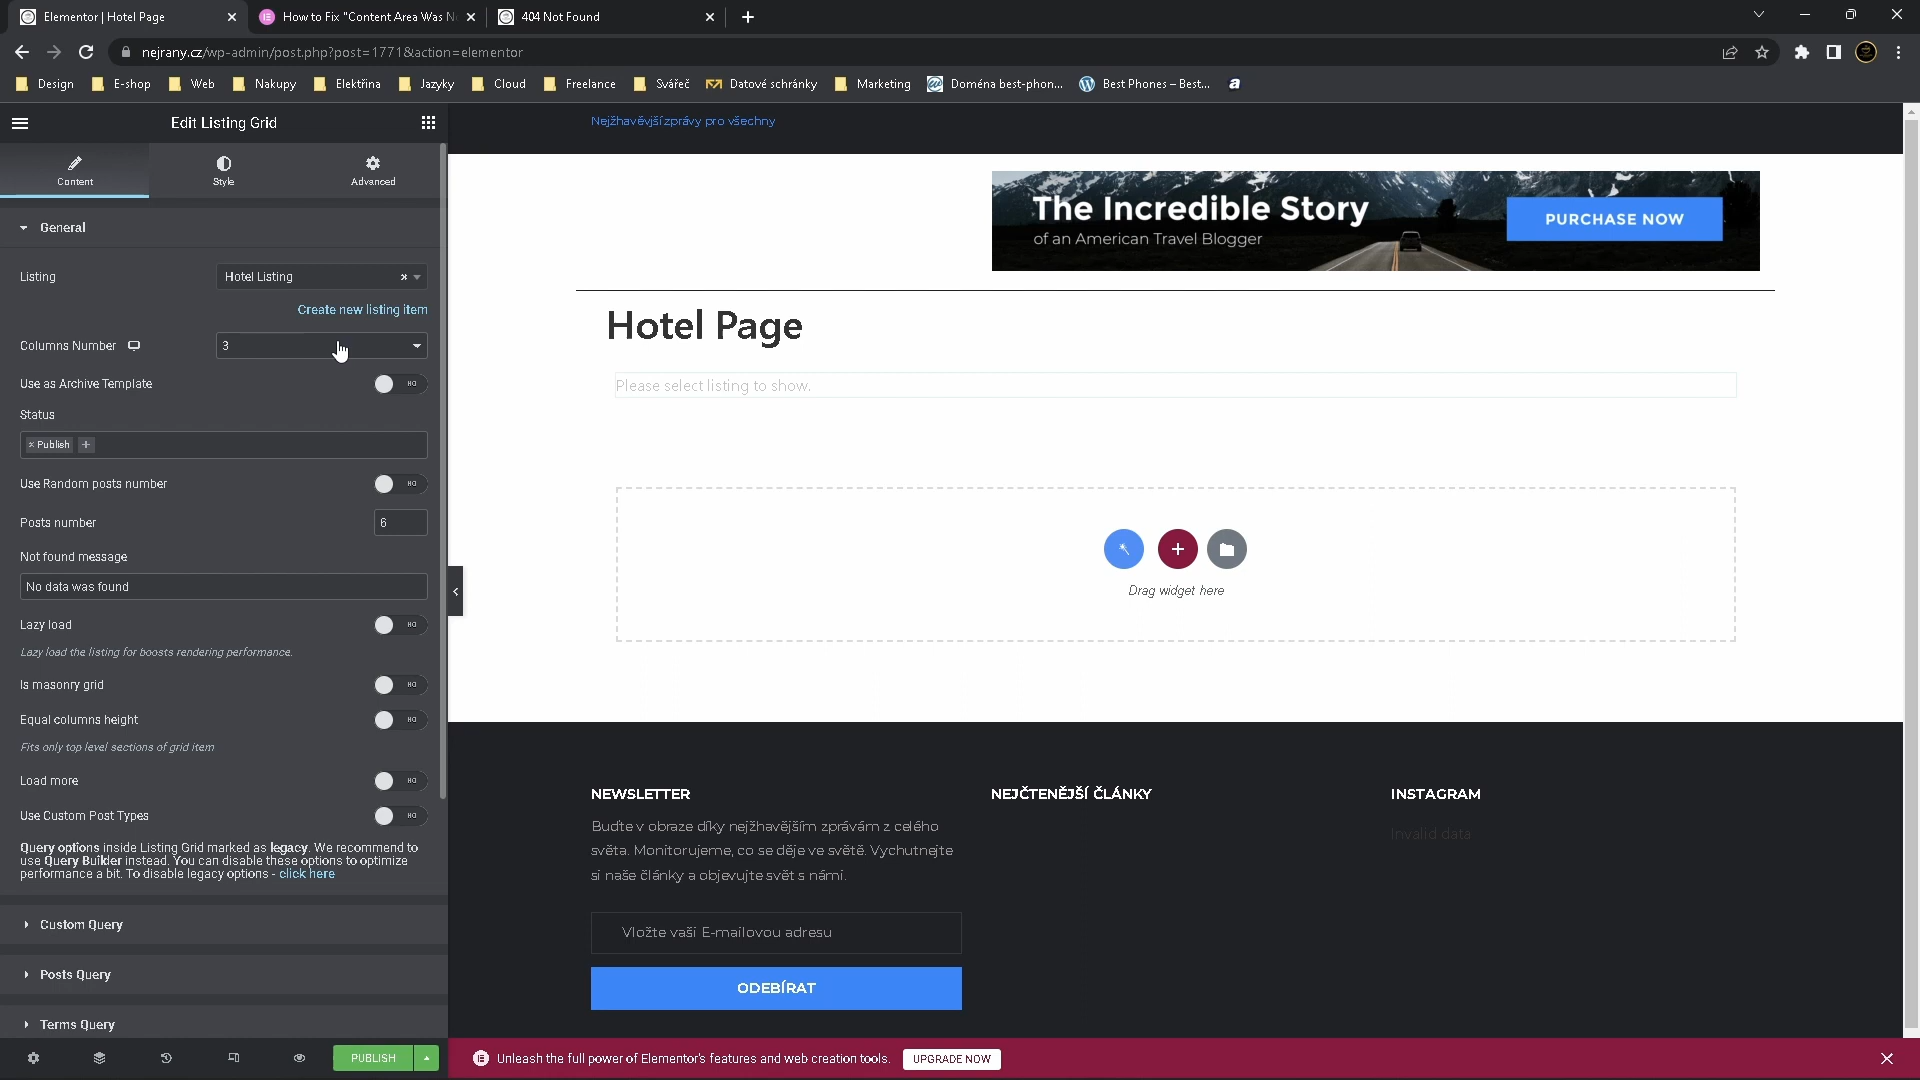 Elementor | Hotel Page
How to Fix "Content Area Was N
404 Not Found
nejrany.cz/wp-admin/post.php?post=1771&action=elementor
Design
E-shop
Web
Nakupy
Elektřina
Jazyky
Cloud
Freelance
Svářeč
Datové schránky
Marketing
Doména best-phon...
Best Phones – Best...
Edit Listing Grid
Content
Style
Advanced
General
Listing
Hotel Listing
Create new listing item
Columns Number
3
Use as Archive Template
NO
Status
× Publish +
Use Random posts number
NO
Posts number
6
Not found message
No data was found
Lazy load
NO
Lazy load the listing for boosts rendering performance.
Is masonry grid
NO
Equal columns height
NO
Fits only top level sections of grid item
Load more
NO
Use Custom Post Types
NO
Query options inside Listing Grid marked as legacy. We recommend to
use Query Builder instead. You can disable these options to optimize
performance a bit. To disable legacy options - click here
Custom Query
Posts Query
Terms Query
PUBLISH
Nejžhavějvjší zprávy pro všechny
The Incredible Story
of an American Travel Blogger
PURCHASE NOW
Hotel Page
Please select listing to show.
Drag widget here
NEWSLETTER
Buďte v obraze díky nejžhavějším zprávám z celého
světa. Monitorujeme, co se děje ve světě. Vychutnejte
si naše články a objevujte svět s námi.
Vložte vaši E-mailovou adresu
ODEBÍRAT
NEJČTENĚJŠÍ ČLÁNKY
INSTAGRAM
Invalid data
Unleash the full power of Elementor's features and web creation tools.
UPGRADE NOW